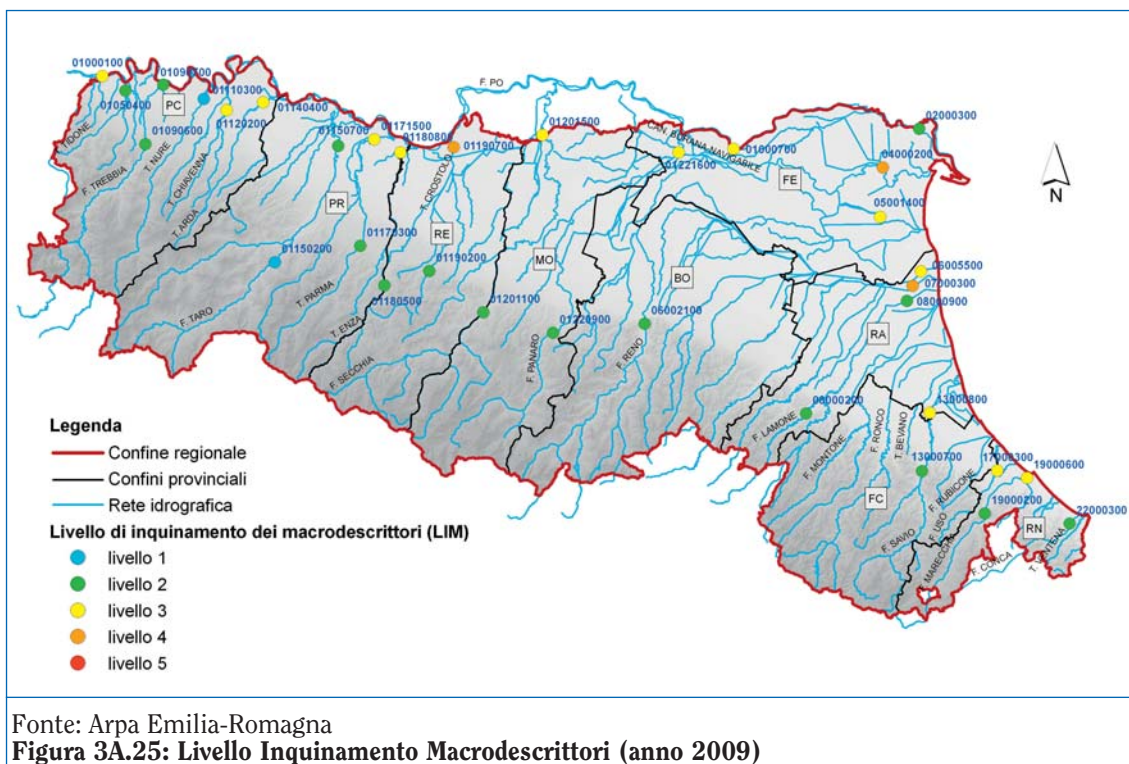 01000100
01090700
01050400
PC
01110300
01140400
01120200
01090600
T. TIDONE
F. TREBBIA
T. NURE
T. CHIAVENNA
T. ARDA
F. PO
01150700
01171500
01180800
01190700
01201500
CAN. BURANA-NAVIGABILE
01000700
01221600
02000300
04000200
FE
05001400
N
PR
T. CROSTOLO
RE
MO
BO
01150200
01190200
01180500
01201100
01220900
06002100
06005500
07000300
08000900
RA
F. TARO
T. PARMA
T. ENZA
F. SECCHIA
F. PANARO
F. RENO
F. LAMONE
F. MONTONE
F. RONCO
T. BEVANO
13000800
13000700
FC
F. RUBICONE
F. USO
F. SAVIO
F. MARECCHIA
19000600
19000200
RN
22000300
F. CONCA
Legenda
Confine regionale
Confini provinciali
Rete idrografica
Livello di inquinamento dei macrodescrittori (LIM)
livello 1
livello 2
livello 3
livello 4
livello 5
Fonte: Arpa Emilia-Romagna
Figura 3A.25: Livello Inquinamento Macrodescrittori (anno 2009)